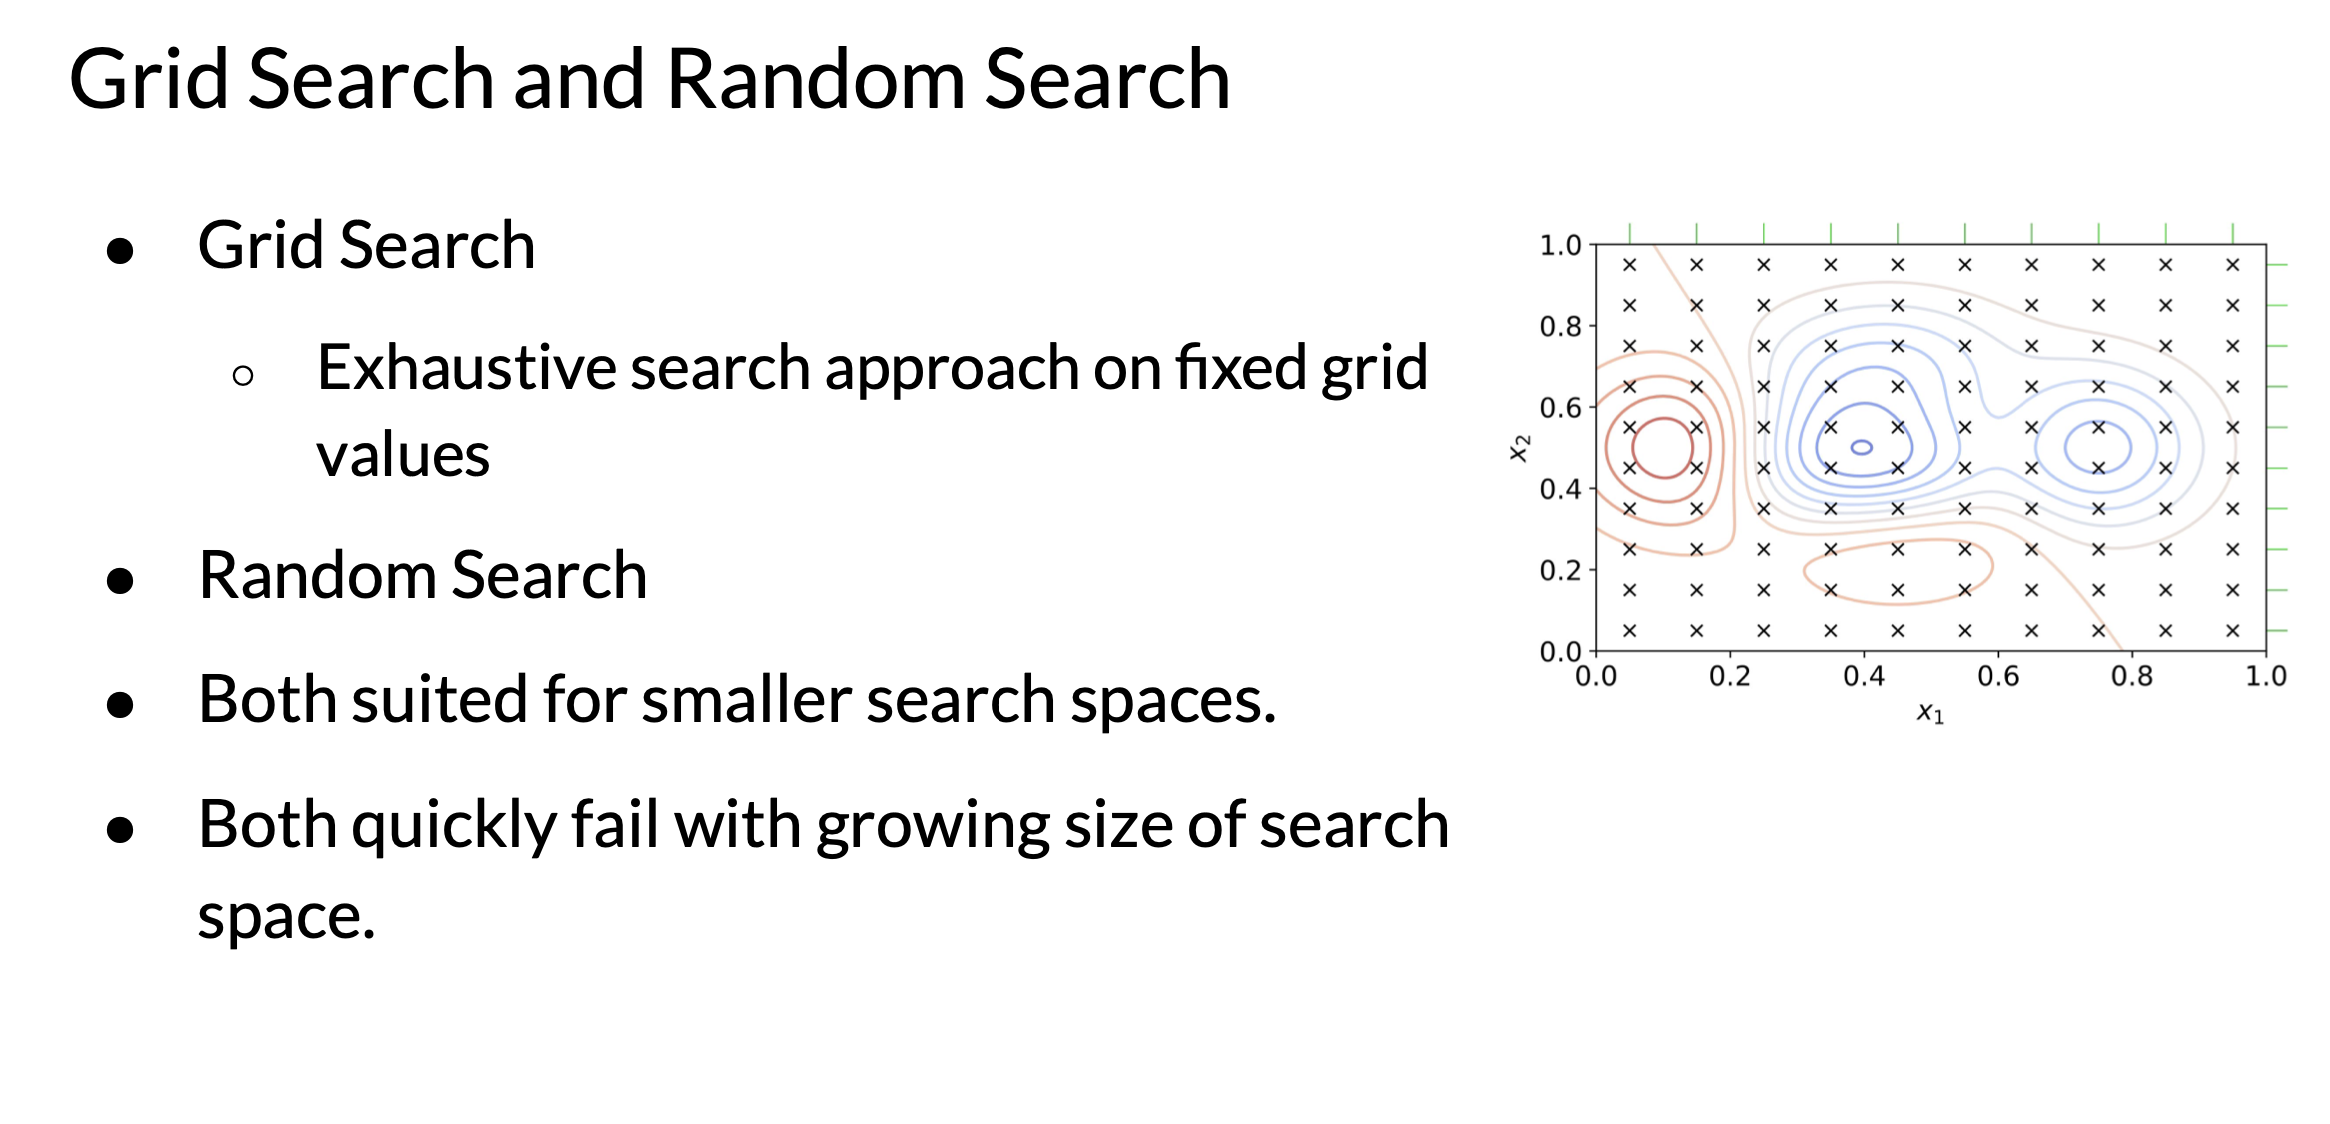 Grid Search and Random Search
● Grid Search
○ Exhaustive search approach on fixed grid
values
● Random Search
● Both suited for smaller search spaces.
● Both quickly fail with growing size of search
space.
1.0
0.8
0.6
0.4
0.2
0.0
x₂
0.0 0.2 0.4 0.6 0.8 1.0
x₁